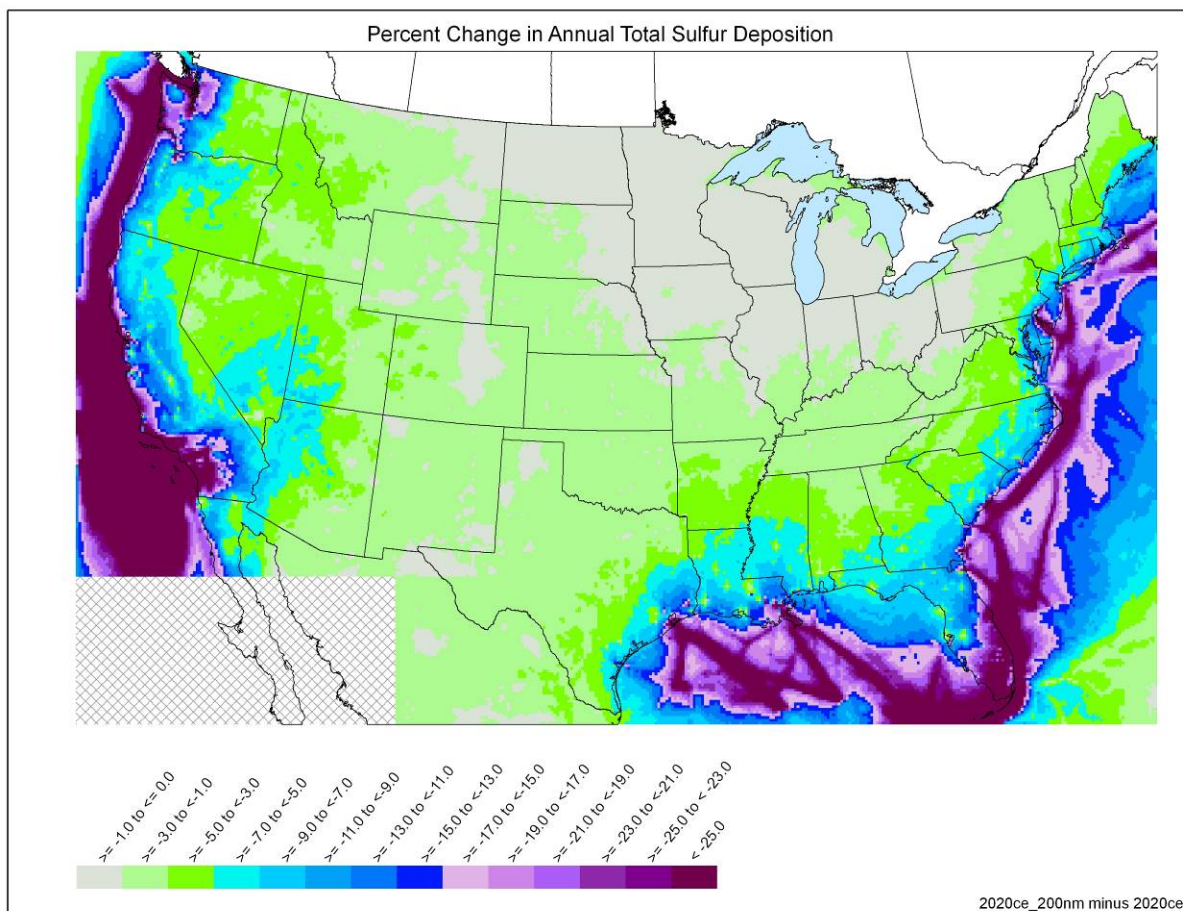 Percent Change in Annual Total Sulfur Deposition
>= -1.0 to <= 0.0
>= -3.0 to <-1.0
>= -5.0 to <-3.0
>= -7.0 to <-5.0
>= -9.0 to <-7.0
>= -11.0 to <-9.0
>= -13.0 to <-11.0
>= -15.0 to <-13.0
>= -17.0 to <-15.0
>= -19.0 to <-17.0
>= -21.0 to <-19.0
>= -23.0 to <-21.0
>= -25.0 to < -23.0
< -25.0
2020ce_200nm minus 2020ce